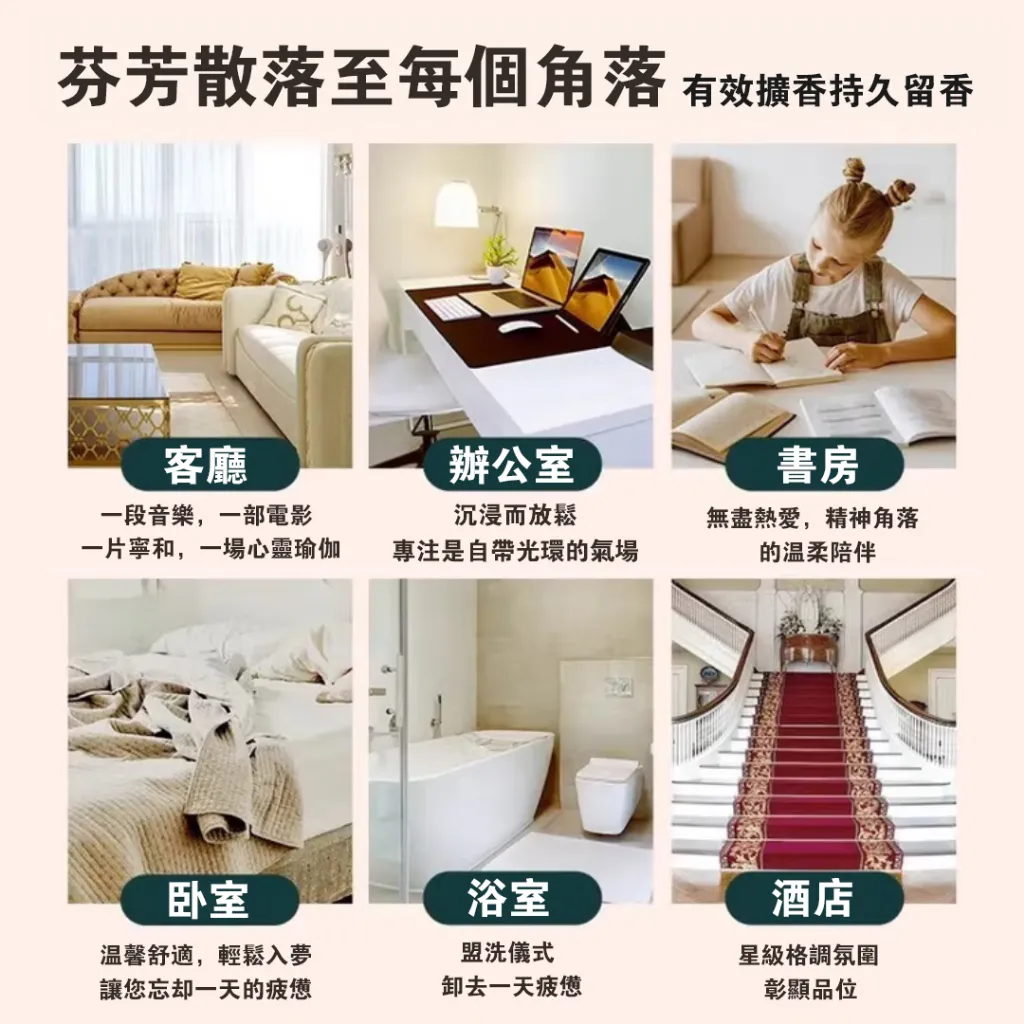 芬芳散落至每個角落 有效擴香持久留香
客廳
一段音樂，一部電影
一片寧和，一場心靈瑜伽
辦公室
沉浸而放鬆
專注是自帶光環的氣場
書房
無盡熱愛，精神角落
的溫柔陪伴
卧室
溫馨舒適，輕鬆入夢
讓您忘却一天的疲憊
浴室
盟洗儀式
卸去一天疲憊
酒店
星級格調氛圍
彰顯品位